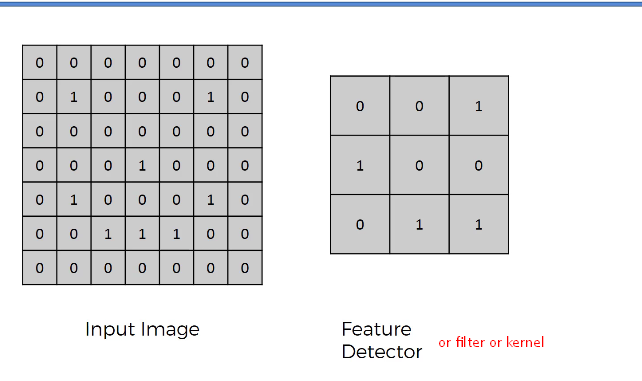 0 0 0 0 0 0 0
0 1 0 0 0 1 0
0 0 0 0 0 0 0
0 0 0 1 0 0 0
0 1 0 0 0 1 0
0 0 1 1 1 0 0
0 0 0 0 0 0 0
Input Image
0 0 1
1 0 0
0 1 1
Feature
Detector
or filter or kernel